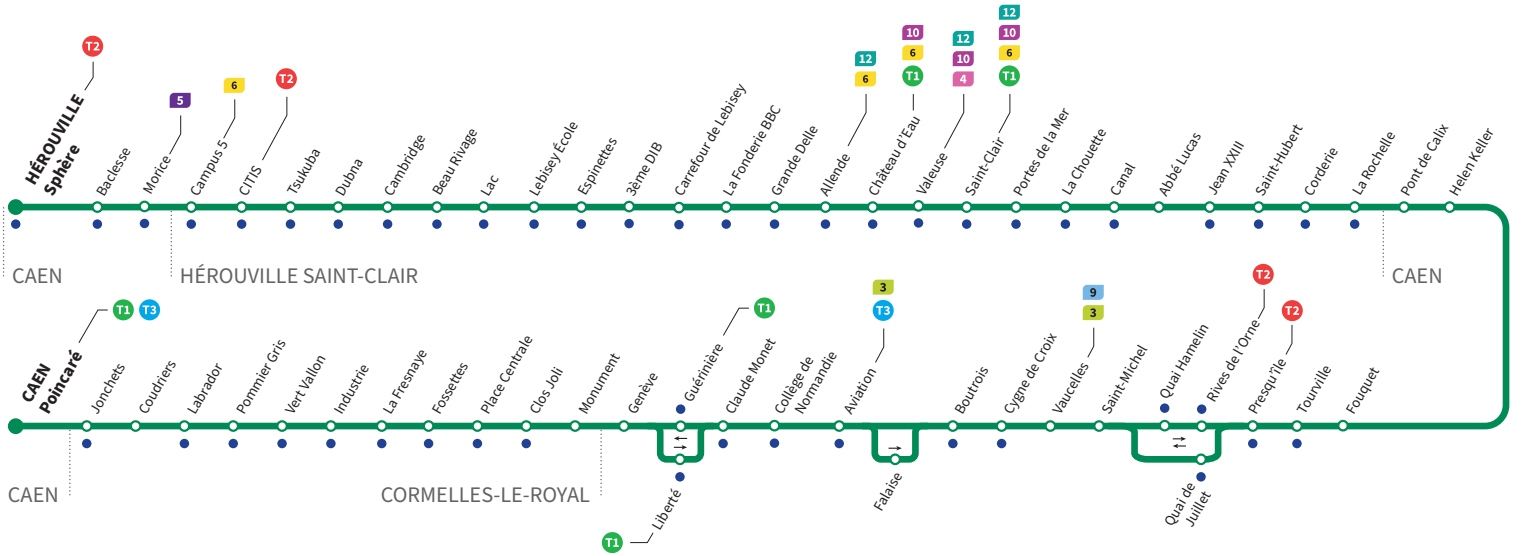 HÉROUVILLE
Sphère
T2
Baclesse
Morice
5
Campus 5
6
CITIS
T2
Tsukuba
Dubna
Cambridge
Beau Rivage
Lac
Lebisey École
Espinettes
3ème DIB
Carrefour de Lebisey
La Fonderie BBC
Grande Delle
Allende
12
6
Château d'Eau
10
6
T1
Valeuse
12
10
4
Saint-Clair
12
10
6
T1
Portes de la Mer
La Chouette
Canal
Abbé Lucas
Jean XXIII
Saint-Hubert
Corderie
La Rochelle
Pont de Calix
Helen Keller
CAEN
HÉROUVILLE SAINT-CLAIR
CAEN
CAEN
Poincaré
T1
T3
Jonchets
Coudriers
Labrador
Pommier Gris
Vert Vallon
Industrie
La Fresnaye
Fossettes
Place Centrale
Clos Joli
Monument
Genève
Guérinière
T1
Claude Monet
Collège de
Normandie
Aviation
3
T3
Boutrois
Cygne de Croix
Vaucelles
9
3
Saint-Michel
Quai Hamelin
Rives de l'Orne
T2
Presqu'île
T2
Tourville
Fouquet
CAEN
CORMELLES-LE-ROYAL
Liberté
T1
Falaise
Quai de
Juillet